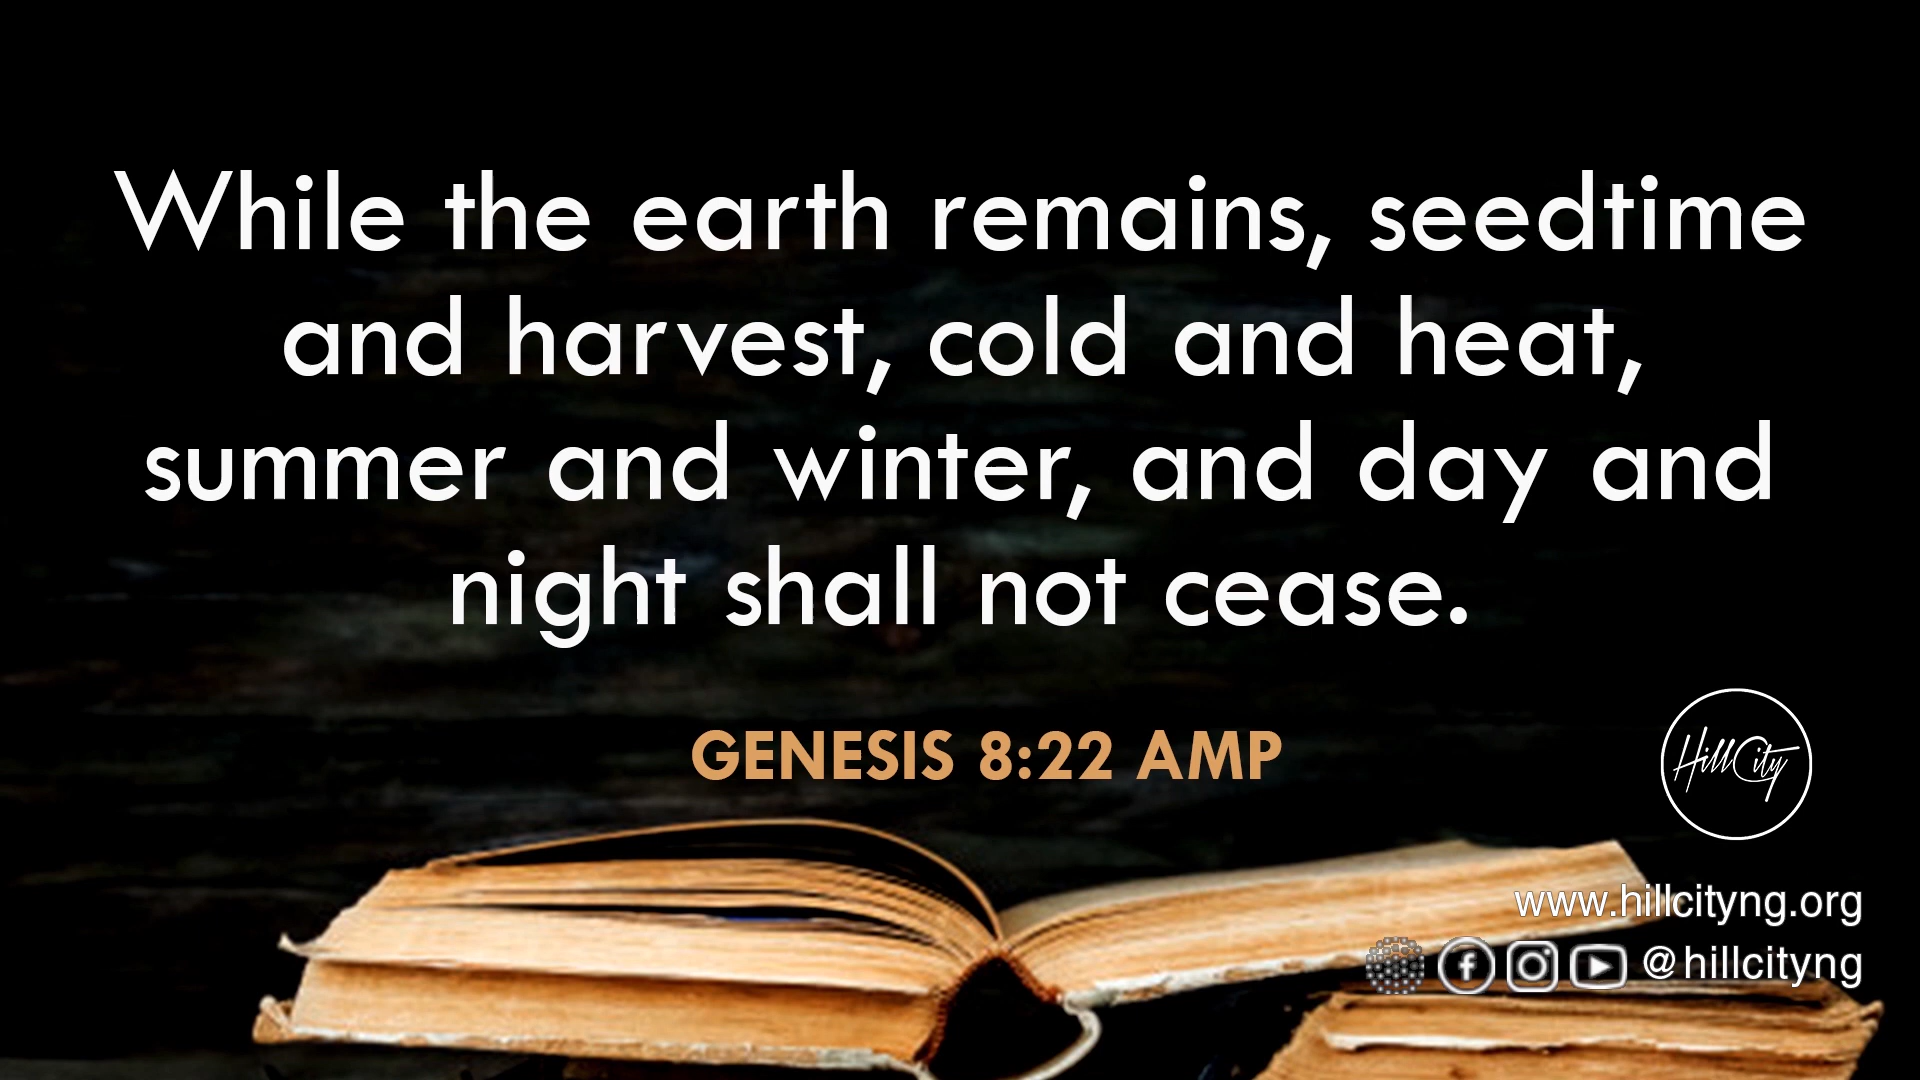 While the earth remains, seedtime
and harvest, cold and heat,
summer and winter, and day and
night shall not cease.
GENESIS 8:22 AMP
HillCity
www.hillcityng.org
@hillcityng